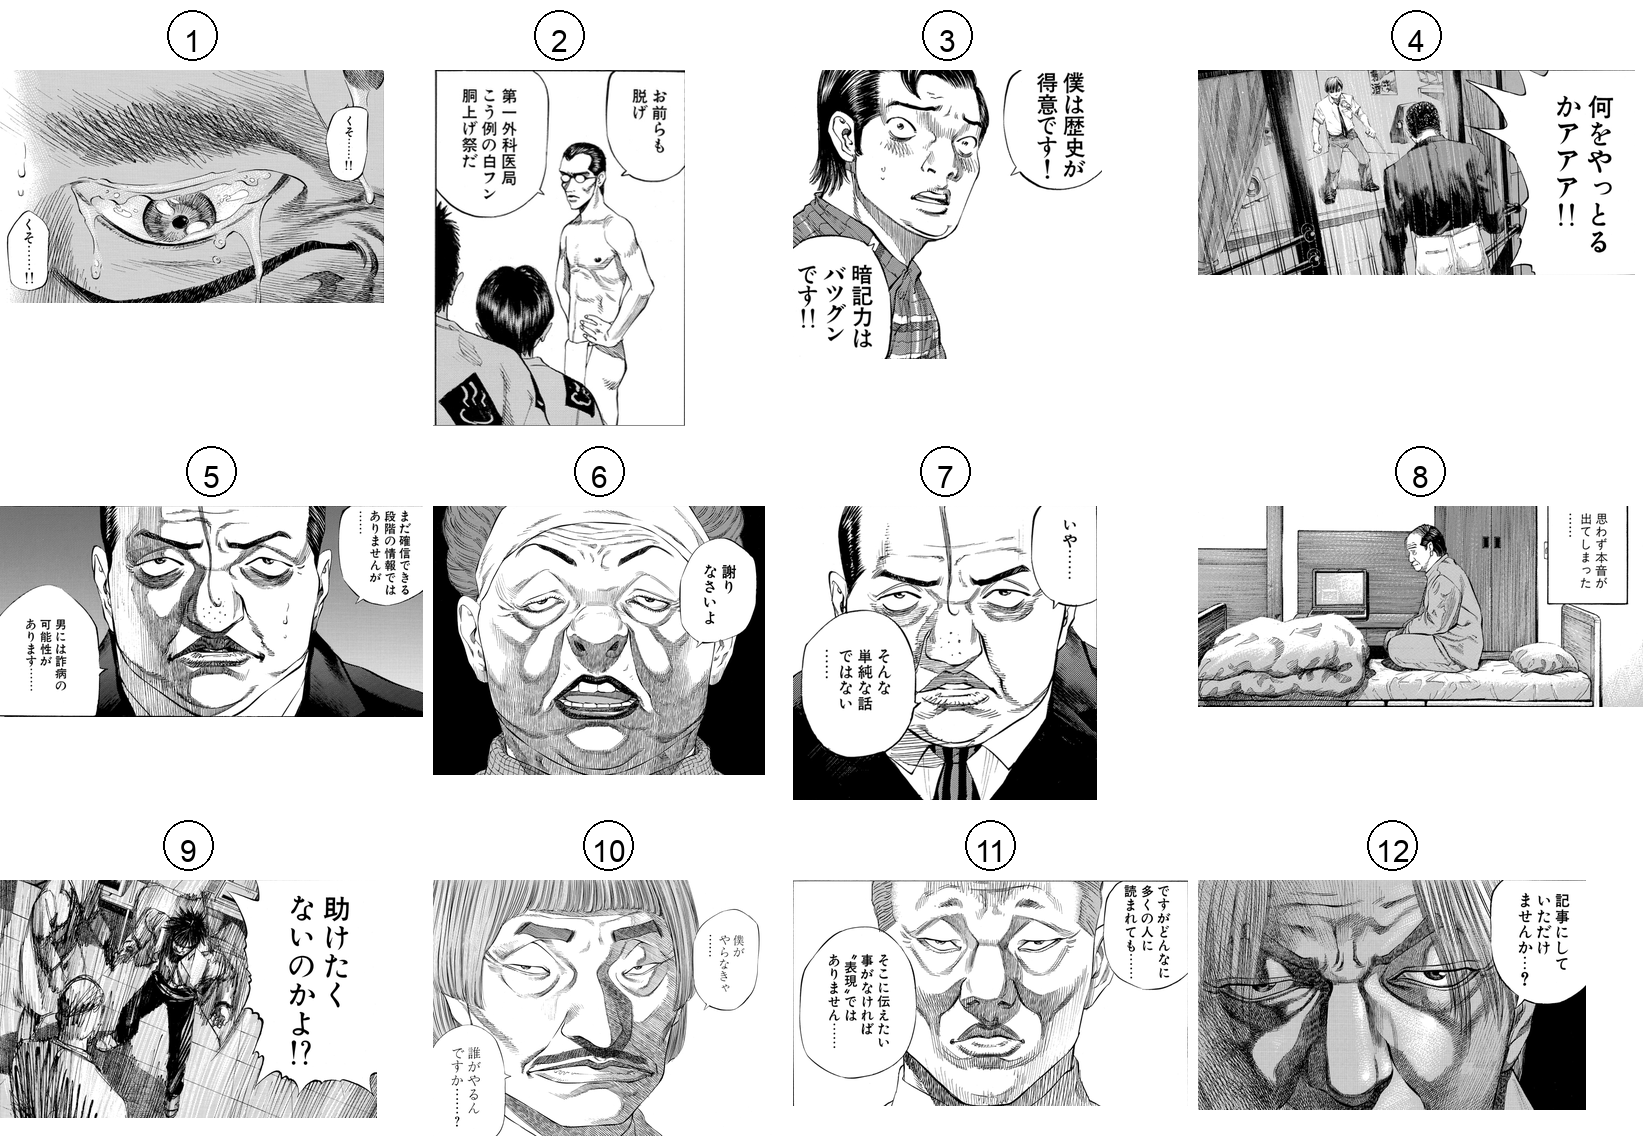 1
くそ……!!
くそ……!!
2
お前らも
脱げ
第一外科医局
こう例の白フン
胴上げ祭だ
3
僕は歴史が
得意です!
暗記力は
バツグン
です!!
4
何をやっとる
かアアア!!
5
まだ確信できる
段階の情報では
ありませんが
……
男には詐病の
可能性が
あります……
6
謝り
なさいよ
7
いや……
そんな
単純な話
ではない
……
8
思わず本音が
出てしまった
……
9
助けたく
ないのかよ!?
10
僕が
やらなきゃ
……
誰がやるん
ですか……?
11
ですがどんなに
多くの人に
読まれても……
そこに伝えたい
事がなければ
〝表現〟では
ありません……
12
記事にして
いただけ
ませんか…?